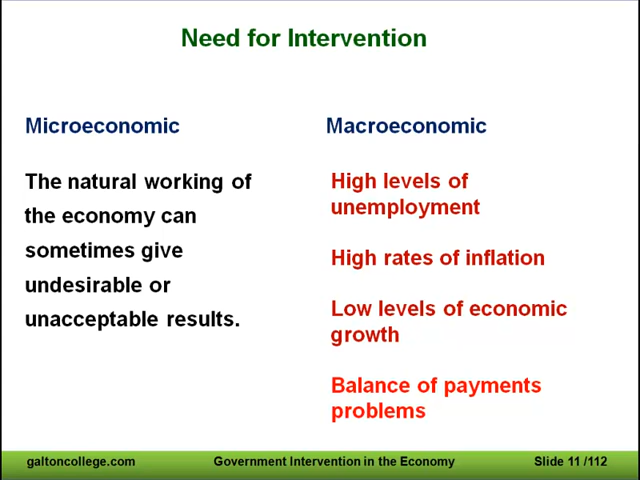 Need for Intervention
Microeconomic
The natural working of
the economy can
sometimes give
undesirable or
unacceptable results.
Macroeconomic
High levels of
unemployment
High rates of inflation
Low levels of economic
growth
Balance of payments
problems
galtoncollege.com
Government Intervention in the Economy
Slide 11 /112